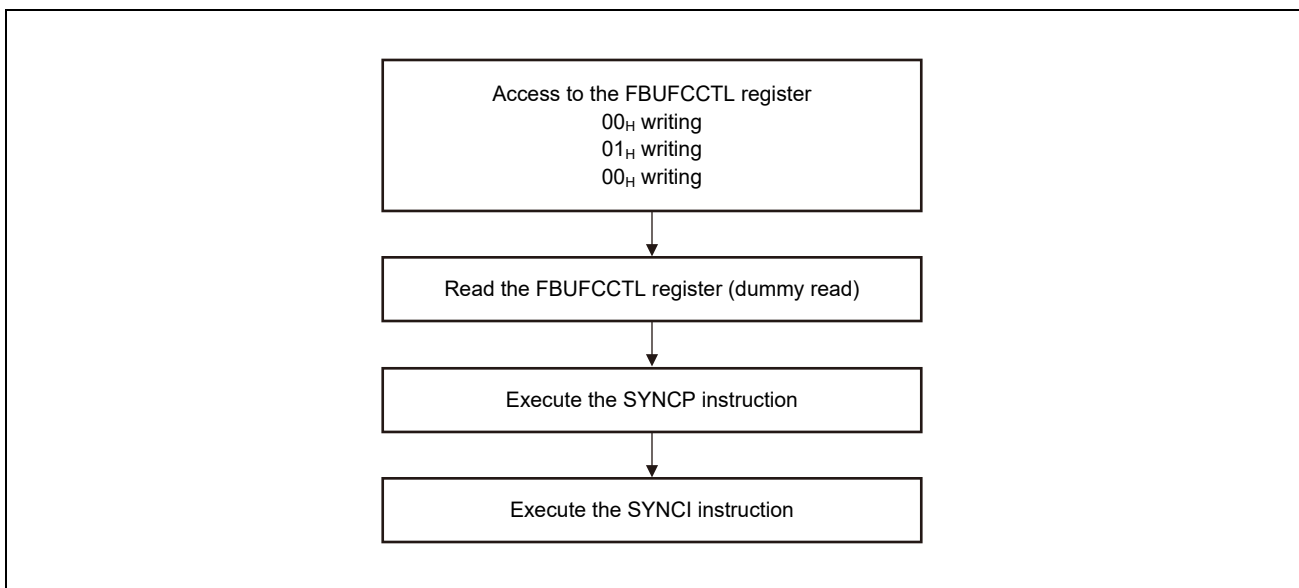 Access to the FBUFCCTL register
00H writing
01H writing
00H writing
Read the FBUFCCTL register (dummy read)
Execute the SYNCP instruction
Execute the SYNCI instruction